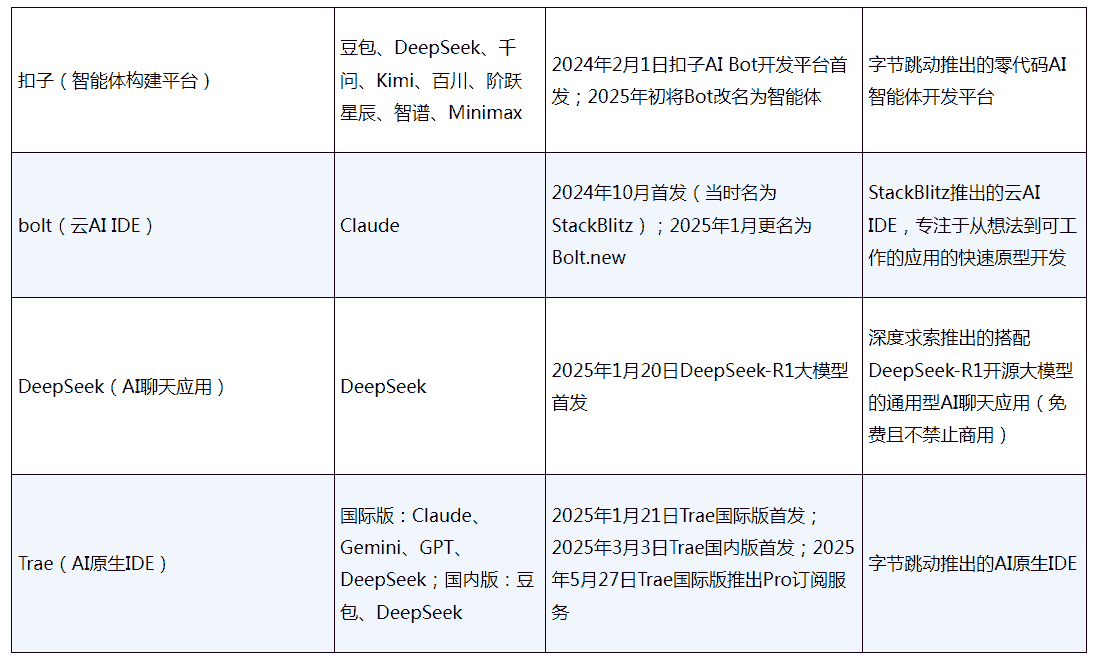 扣子（智能体构建平台）
豆包、DeepSeek、千
问、Kimi、百川、阶跃
星辰、智谱、Minimax
2024年2月1日扣子AI Bot开发平台首
发；2025年初将Bot改名为智能体
字节跳动推出的零代码AI
智能体开发平台
bolt（云AI IDE）
Claude
2024年10月首发（当时名为
StackBlitz）；2025年1月更名为
Bolt.new
StackBlitz推出的云AI
IDE，专注于从想法到可工
作的应用的快速原型开发
DeepSeek（AI聊天应用）
DeepSeek
2025年1月20日DeepSeek-R1大模型
首发
深度求索推出的搭配
DeepSeek-R1开源大模型
的通用型AI聊天应用（免
费且不禁止商用）
Trae（AI原生IDE）
国际版：Claude、
Gemini、GPT、
DeepSeek；国内版：豆
包、DeepSeek
2025年1月21日Trae国际版首发；
2025年3月3日Trae国内版首发；2025
年5月27日Trae国际版推出Pro订阅服
务
字节跳动推出的AI原生IDE